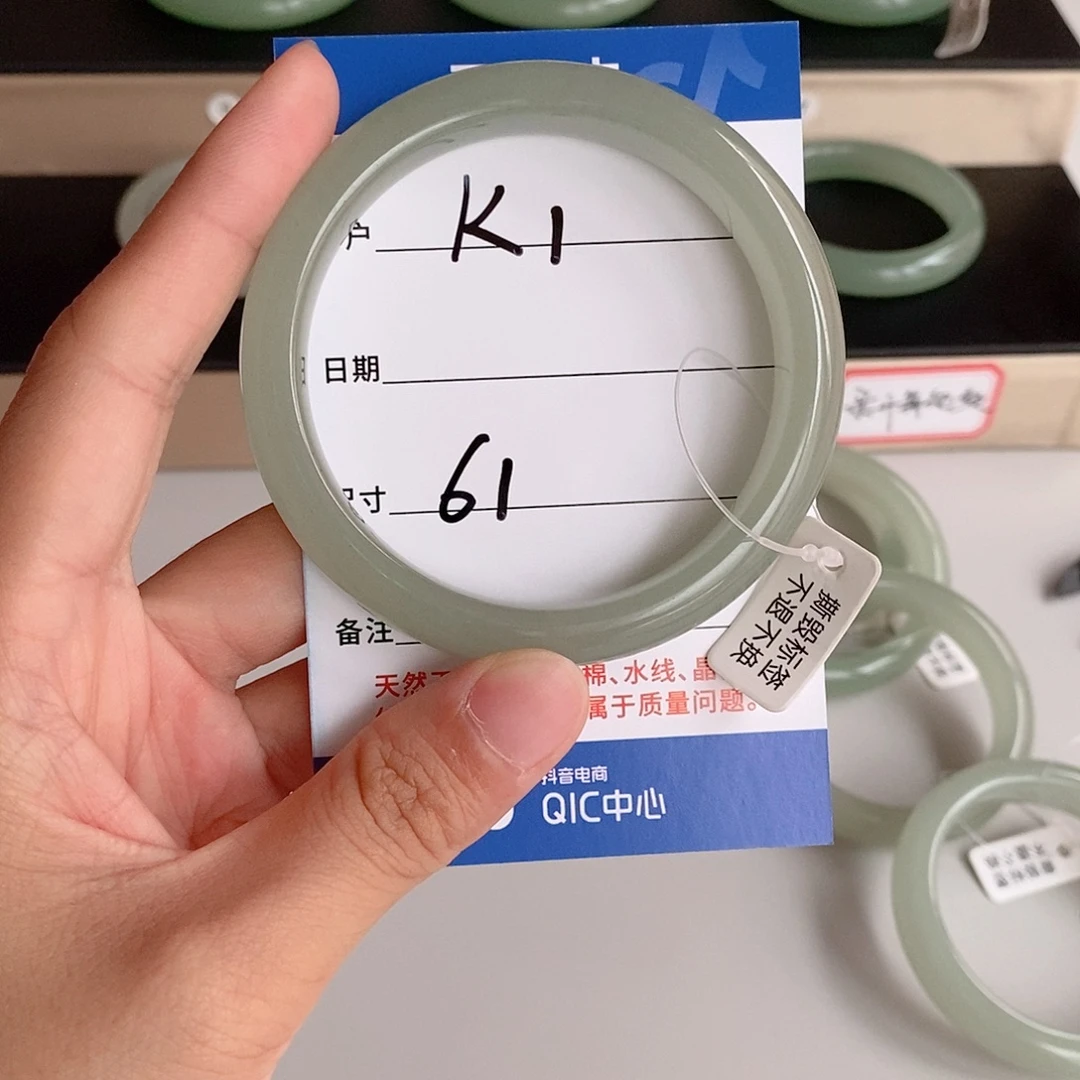 户 K1
日期
尺寸 61
备注
天然 棉、水线、晶
属于质量问题。
抖音电商
QIC中心
撕毁标签
不退不换